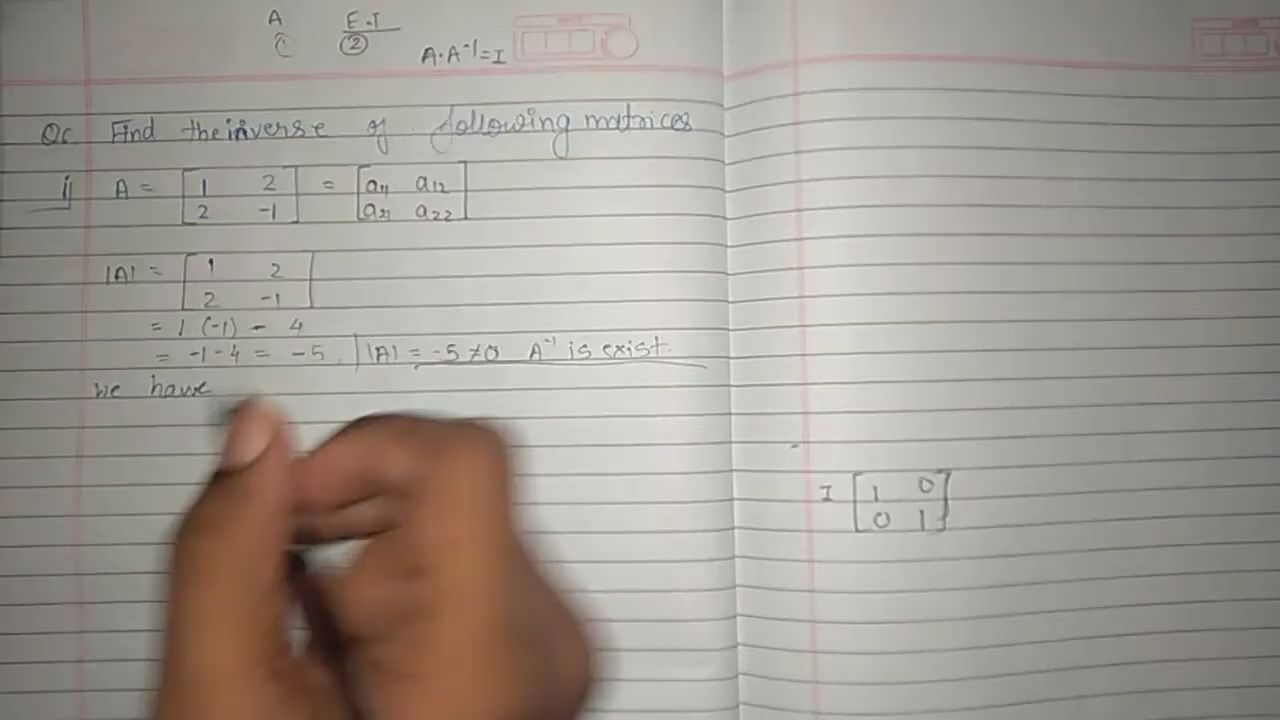 A E.I
② A·A⁻¹=I
Qc Find the inverse of following matrices
i) A = [1 2 = [a₁₁ a₁₂
2 -1] a₂₁ a₂₂]
|A| = [1 2
2 -1|
= 1 (-1) - 4
= -1-4 = -5. |A| = -5 ≠ 0 A⁻¹ is exist.
we have
I [1 0
0 1]